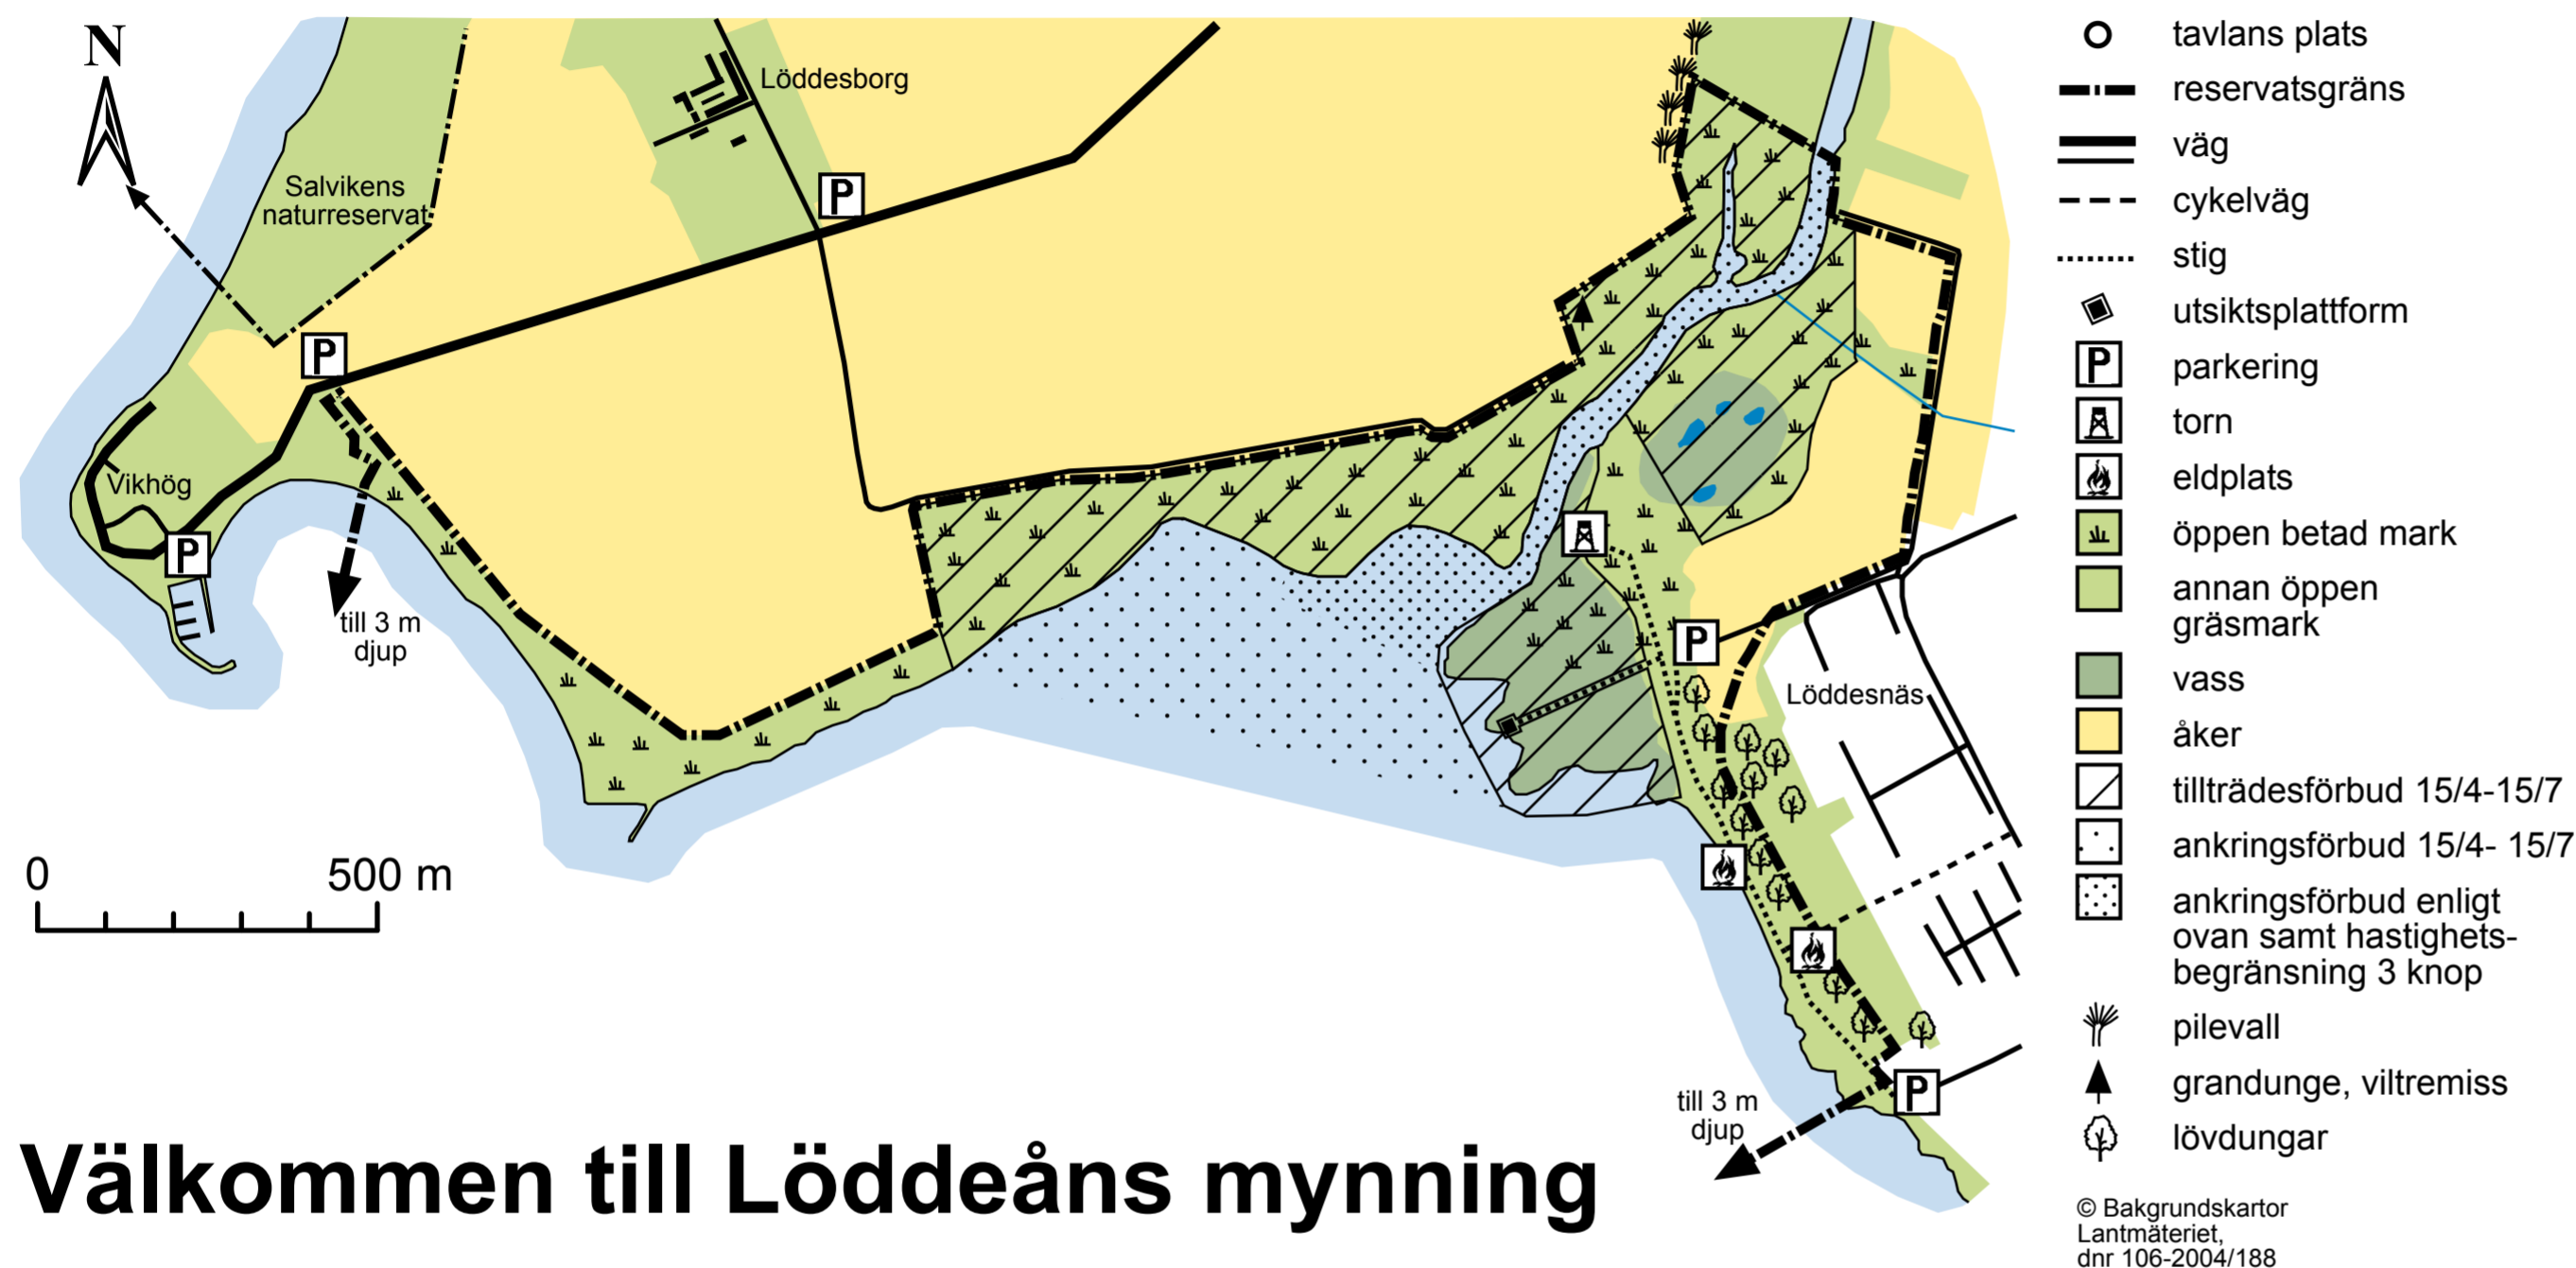 N
Löddesborg
P
Salvikens
naturreservat
P
Vikhög
P
till 3 m
djup
P
Löddesnäs
P
till 3 m
djup
0 500 m
Välkommen till Löddeåns mynning
tavlans plats
reservatsgräns
väg
cykelväg
stig
utsiktsplattform
P parkering
torn
eldplats
öppen betad mark
annan öppen
gräsmark
vass
åker
tillträdesförbud 15/4-15/7
ankringsförbud 15/4- 15/7
ankringsförbud enligt
ovan samt hastighets-
begränsning 3 knop
pilevall
grandunge, viltremiss
lövdungar
© Bakgrundskartor
Lantmäteriet,
dnr 106-2004/188